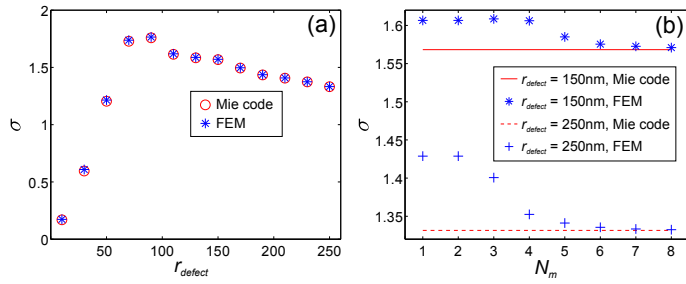 (a)
2
1.5
1
0.5
0
σ
Mie code
FEM
50
100
150
200
250
r_defect
(b)
1.6
1.55
1.5
1.45
1.4
1.35
σ
r_defect = 150nm, Mie code
r_defect = 150nm, FEM
r_defect = 250nm, Mie code
r_defect = 250nm, FEM
1 2 3 4 5 6 7 8
N_m